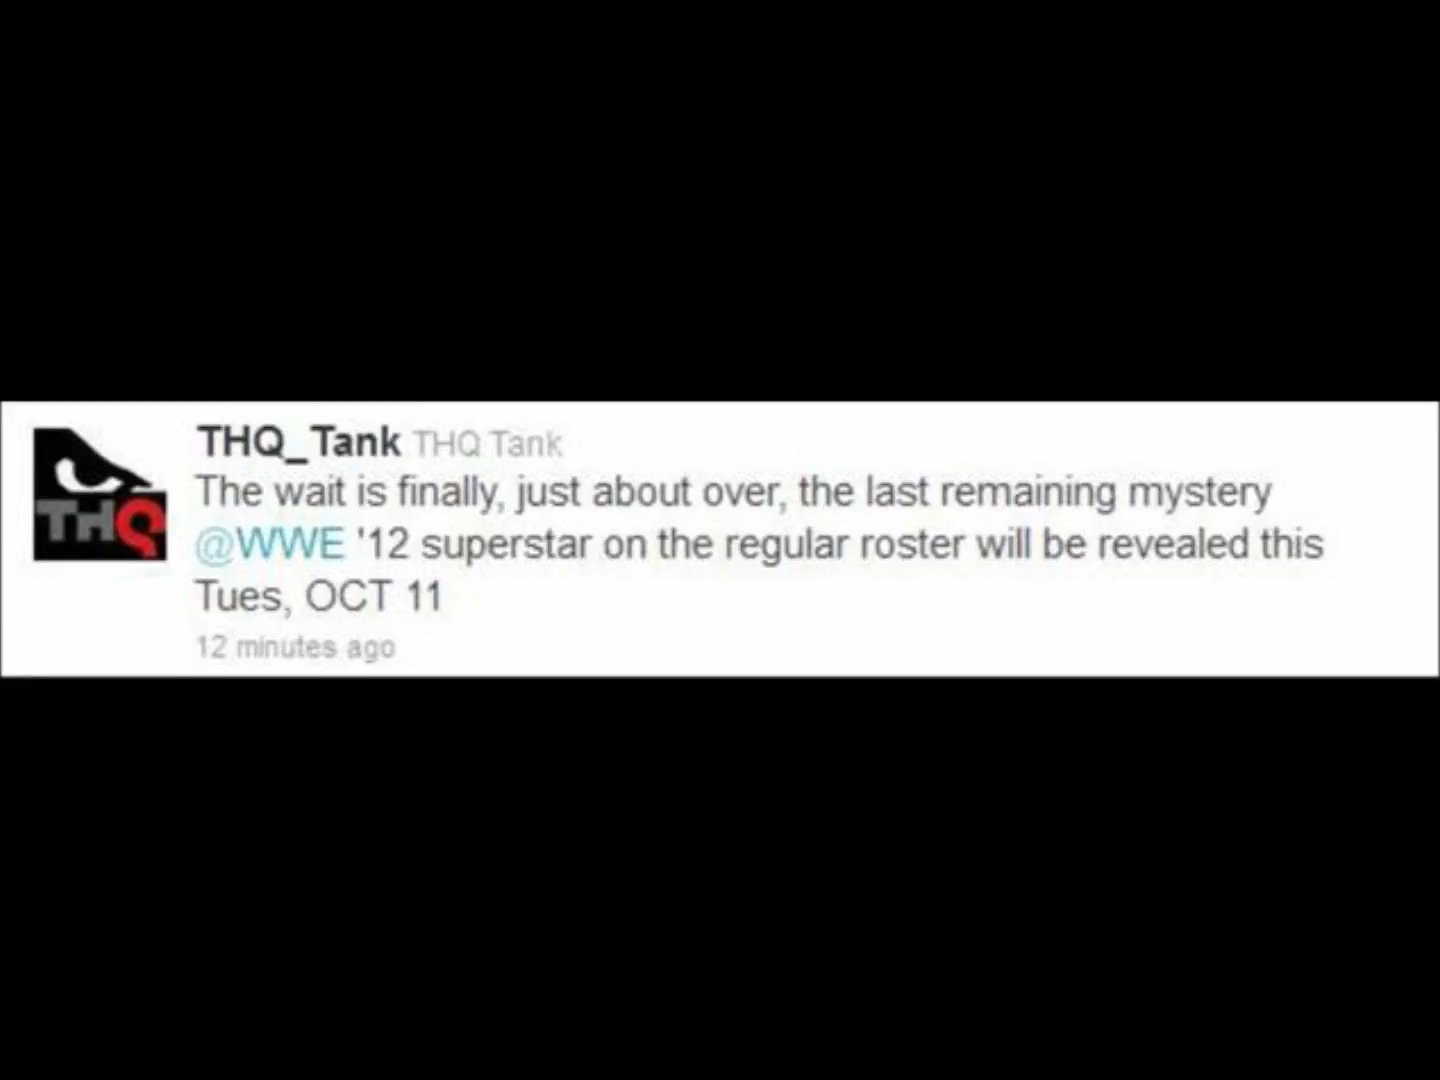 THQ_Tank THQ Tank
The wait is finally, just about over, the last remaining mystery
@WWE '12 superstar on the regular roster will be revealed this
Tues, OCT 11
12 minutes ago
THQ